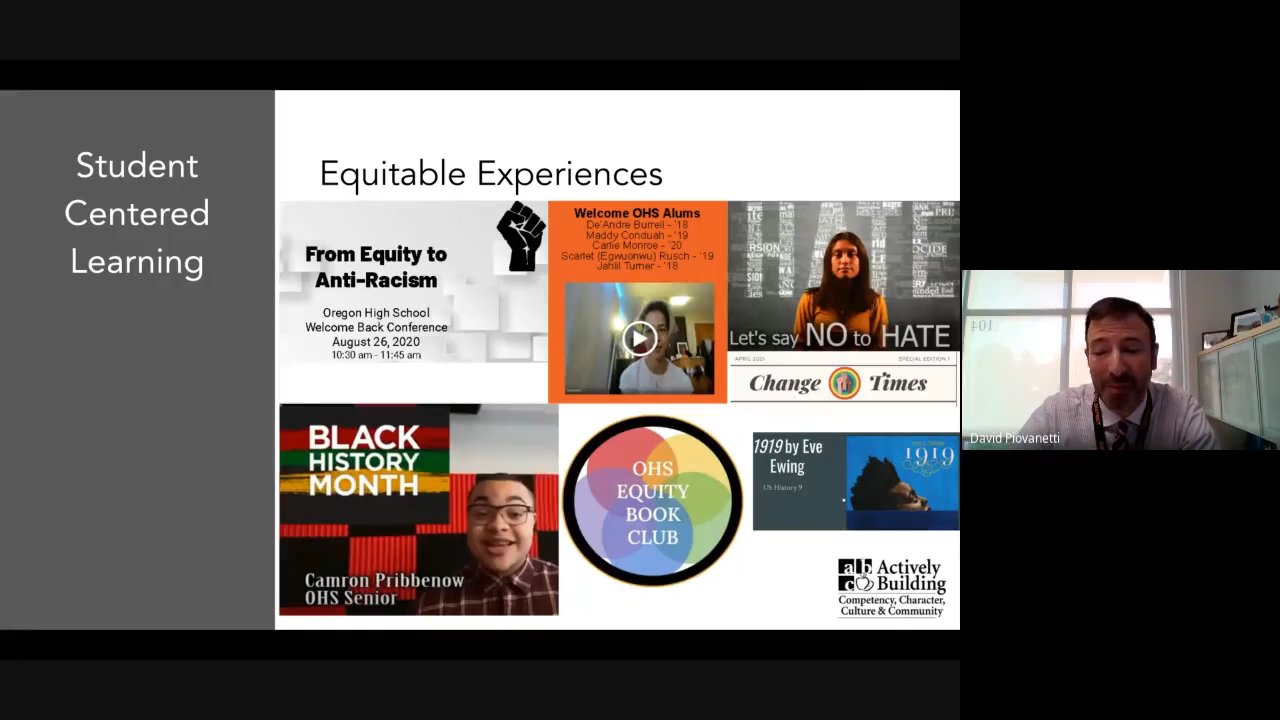 Student
Centered
Learning
Equitable Experiences
From Equity to
Anti-Racism
Oregon High School
Welcome Back Conference
August 26, 2020
10:30 am - 11:45 am
Welcome OHS Alums
De'Andre Burrell - '18
Maddy Conduah - '19
Carlie Monroe - '20
Scarlet (Egwuonwu) Rusch - '19
Jahlil Turner - '18
HATE
Let's say NO to HATE
APRIL 2021
SPECIAL EDITION 1
Change Times
BLACK
HISTORY
MONTH
Camron Pribbenow
OHS Senior
OHS
EQUITY
BOOK
CLUB
1919 by Eve
Ewing
US History 9
1919
a b c
Actively
Building
Competency, Character,
Culture & Community
104
David Piovanetti